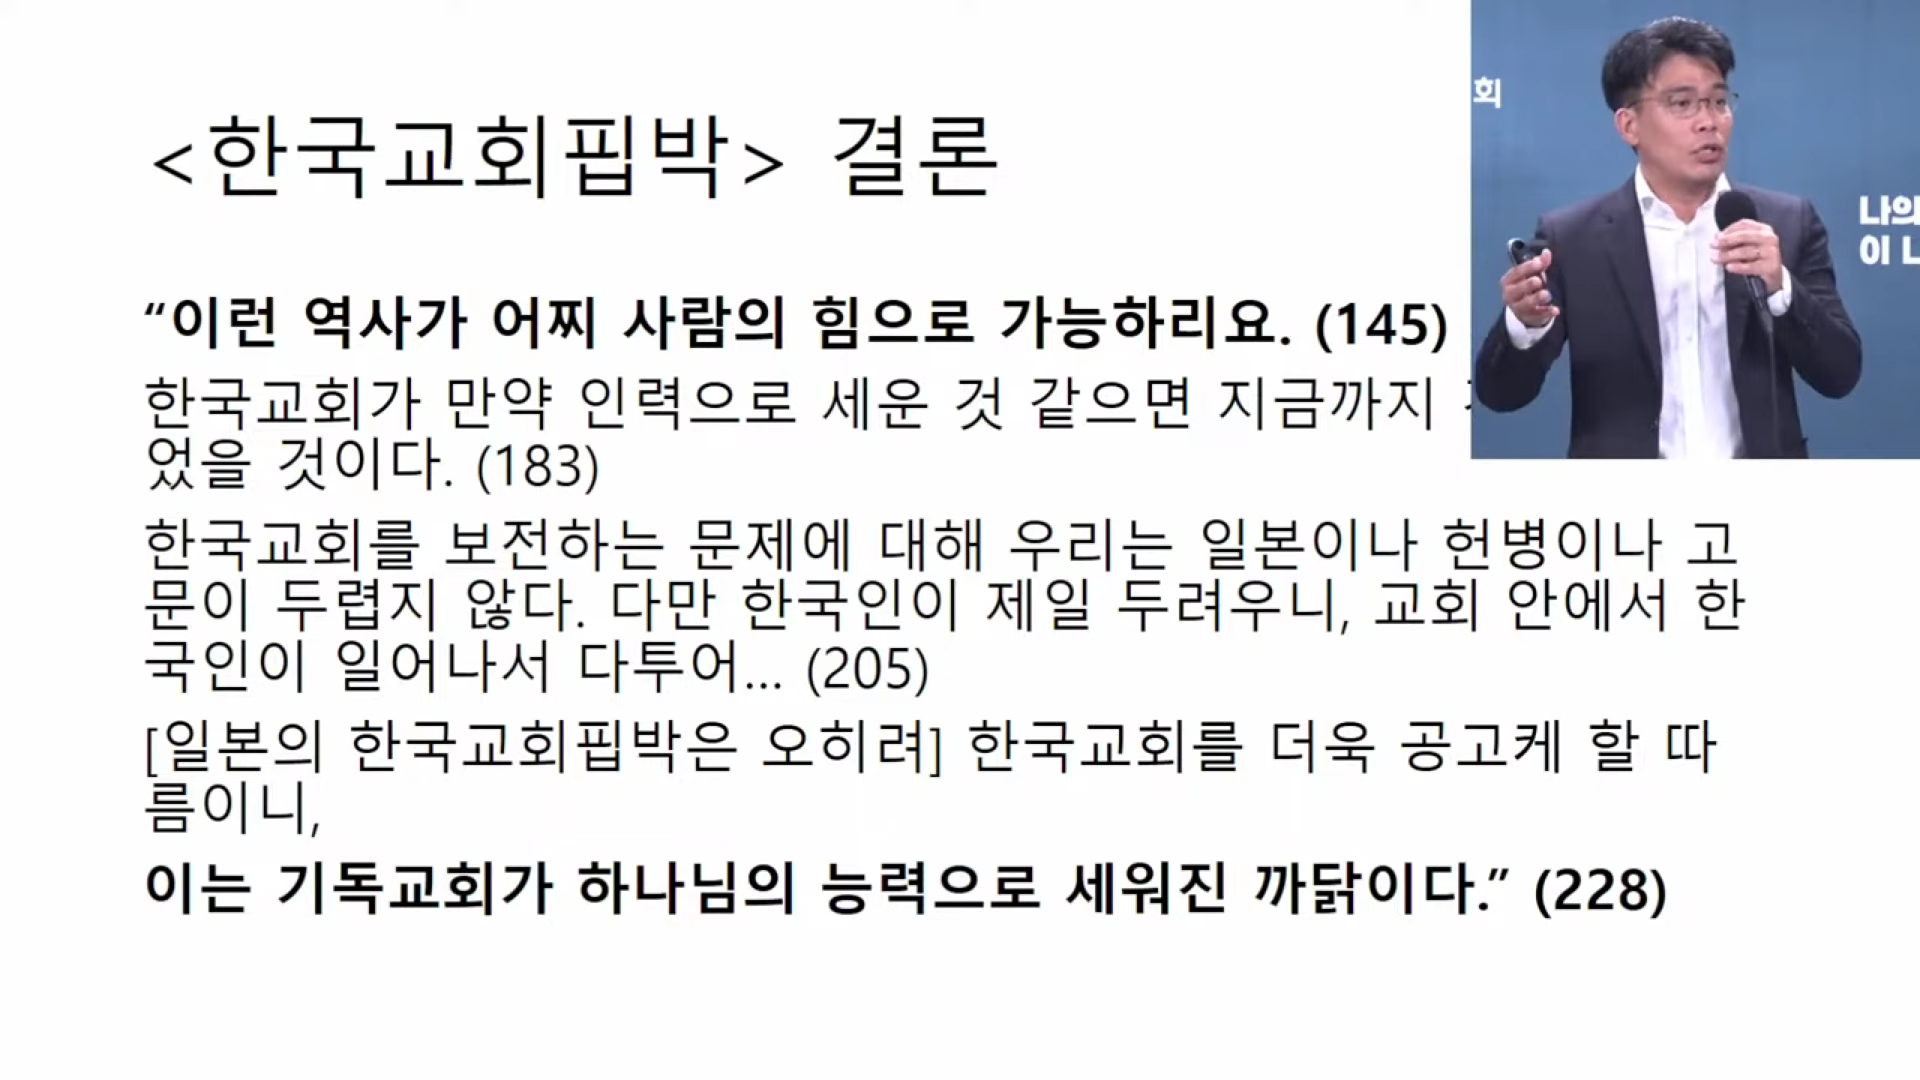 <한국교회핍박> 결론
“이런 역사가 어찌 사람의 힘으로 가능하리요. (145)
한국교회가 만약 인력으로 세운 것 같으면 지금까지
었을 것이다. (183)
한국교회를 보전하는 문제에 대해 우리는 일본이나 헌병이나 고
문이 두렵지 않다. 다만 한국인이 제일 두려우니, 교회 안에서 한
국인이 일어나서 다투어... (205)
[일본의 한국교회핍박은 오히려] 한국교회를 더욱 공고케 할 따
름이니,
이는 기독교회가 하나님의 능력으로 세워진 까닭이다.” (228)
회
나의
이 나